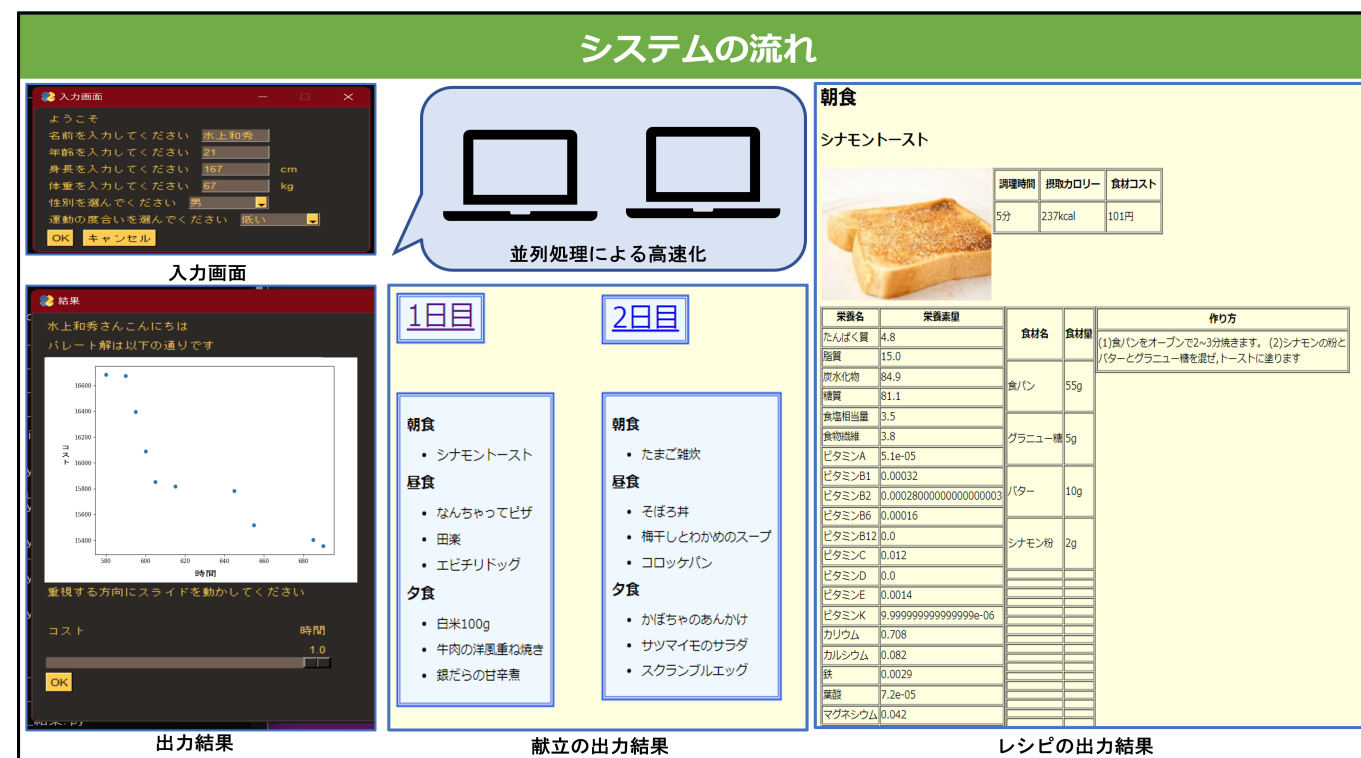 システムの流れ
入力画面
ようこそ
名前を入力してください 水上和秀
年齢を入力してください 21
身長を入力してください 167 cm
体重を入力してください 67 kg
性別を選んでください 男
運動の度合いを選んでください 低い
OK キャンセル
入力画面
並列処理による高速化
結果
水上和秀さんこんにちは
パレート解は以下の通りです
コスト
16600
16400
16200
16000
15800
15600
15400
580 600 620 640 660 680
時間
重視する方向にスライドを動かしてください
コスト 時間
1.0
OK
結果.py
出力結果
1日目
朝食
• シナモントースト
昼食
• なんちゃってピザ
• 田楽
• エビチリドッグ
夕食
• 白米100g
• 牛肉の洋風重ね焼き
• 銀だらの甘辛煮
2日目
朝食
• たまご雑炊
昼食
• そぼろ丼
• 梅干しとわかめのスープ
• コロッケパン
夕食
• かぼちゃのあんかけ
• サツマイモのサラダ
• スクランブルエッグ
献立の出力結果
朝食
シナモントースト
調理時間 摂取カロリー 食材コスト
5分 237kcal 101円
栄養名 栄養素量
たんぱく質 4.8
脂質 15.0
炭水化物 84.9
糖質 81.1
食塩相当量 3.5
食物繊維 3.8
ビタミンA 5.1e-05
ビタミンB1 0.00032
ビタミンB2 0.00028000000000000003
ビタミンB6 0.00016
ビタミンB12 0.0
ビタミンC 0.012
ビタミンD 0.0
ビタミンE 0.0014
ビタミンK 9.999999999999999e-06
カリウム 0.708
カルシウム 0.082
鉄 0.0029
葉酸 7.2e-05
マグネシウム 0.042
食材名 食材量
食パン 55g
グラニュー糖 5g
バター 10g
シナモン粉 2g
作り方
(1)食パンをオーブンで2~3分焼きます。 (2)シナモンの粉と
バターとグラニュー糖を混ぜ,トーストに塗ります
レシピの出力結果